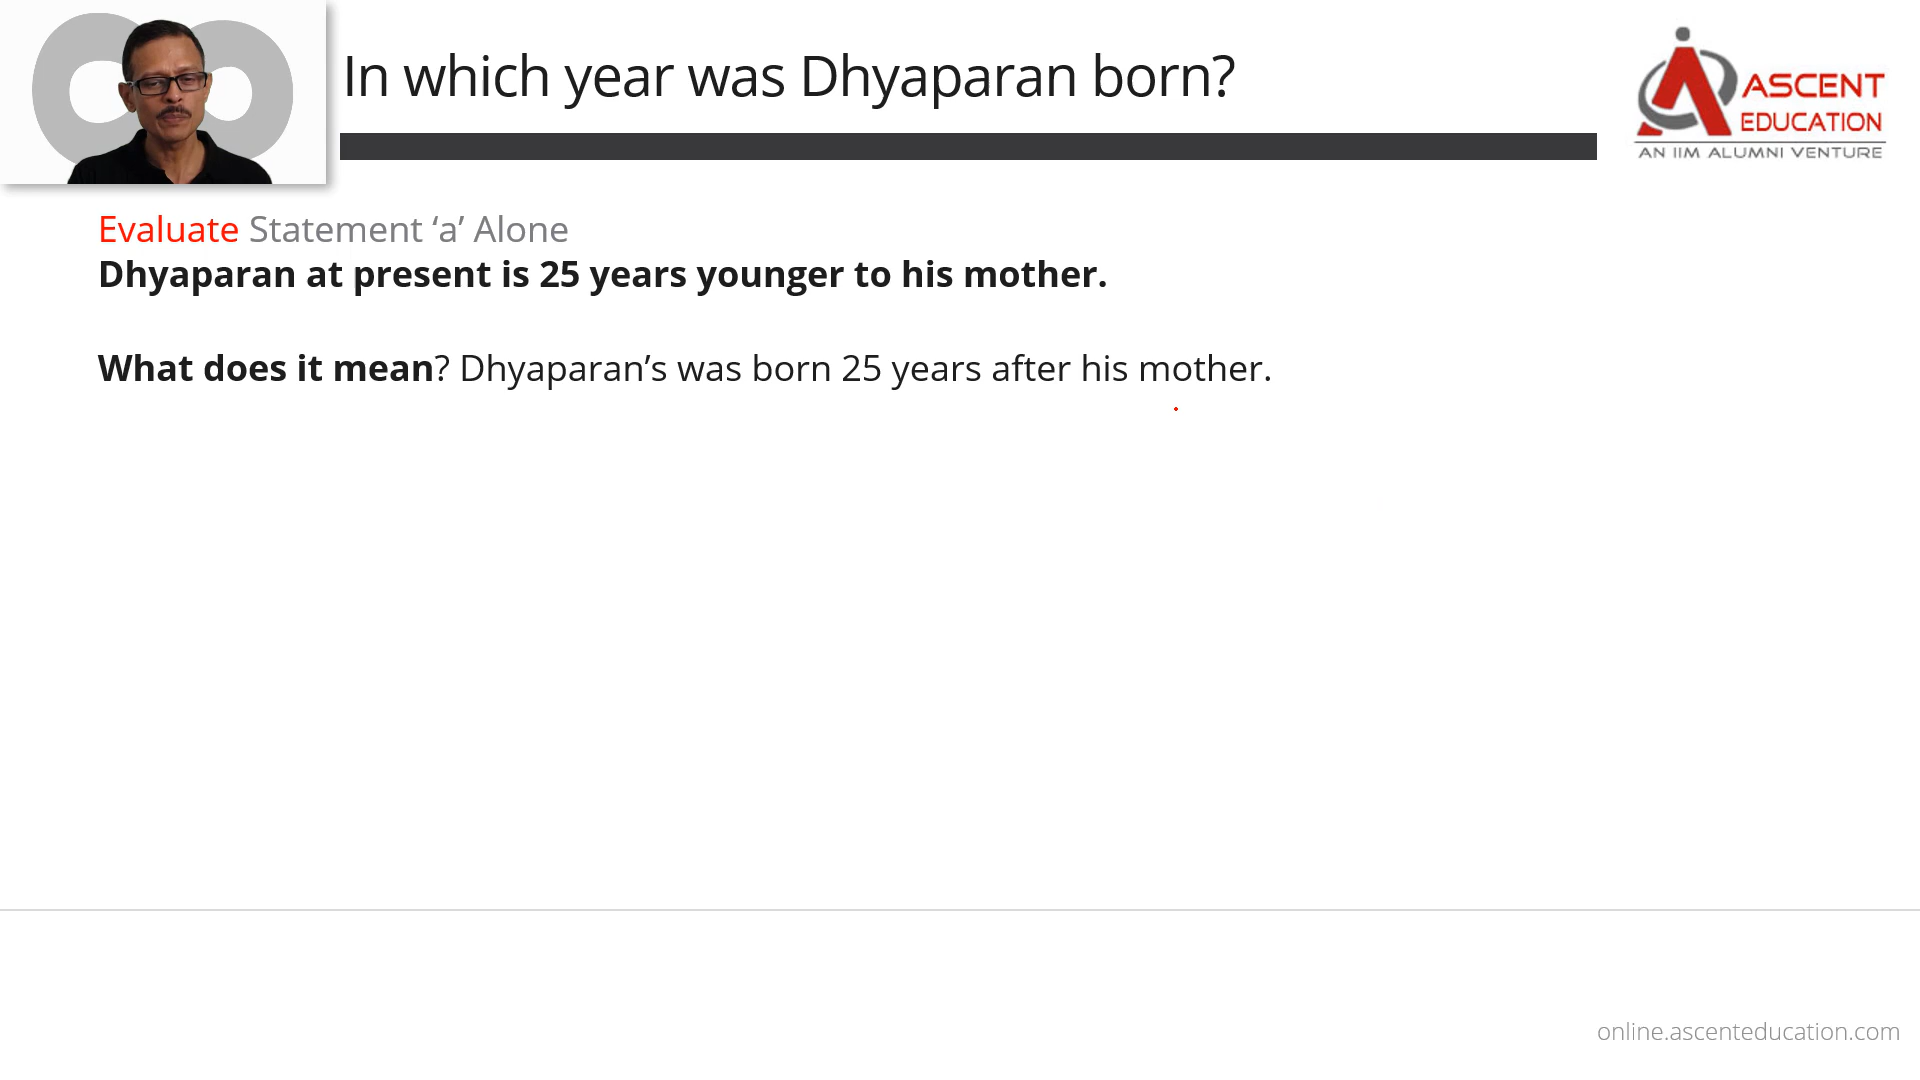 In which year was Dhyaparan born?
ASCENT
EDUCATION
AN IIM ALUMNI VENTURE
Evaluate Statement ‘a’ Alone
Dhyaparan at present is 25 years younger to his mother.
What does it mean? Dhyaparan’s was born 25 years after his mother.
online.ascenteducation.com